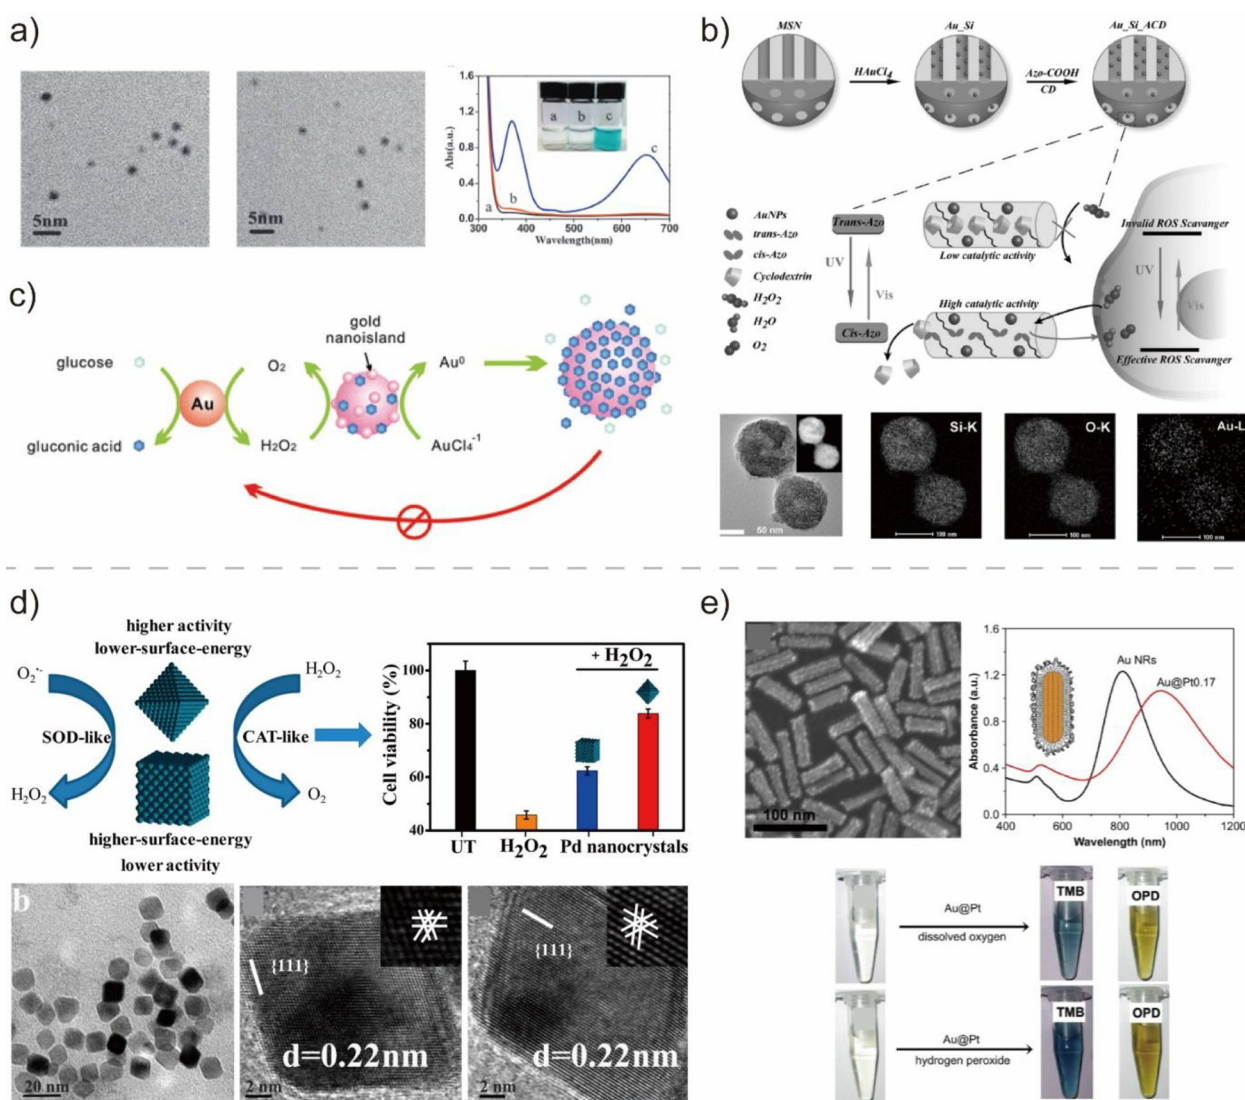 a)
5nm
5nm
Abs(a.u.)
1.6
1.2
0.8
0.4
0.0
a
b
c
a
b
c
300
400
500
600
700
Wavelength(nm)
b)
MSN
Au_Si
Au_Si_ACD
HAuCl₄
Azo-COOH
CD
AuNPs
trans-Azo
cis-Azo
Cyclodextrin
H₂O₂
H₂O
O₂
Trans-Azo
UV
Vis
Cis-Azo
Low catalytic activity
High catalytic activity
Invalid ROS Scavanger
UV
Vis
Effective ROS Scavanger
50 nm
Si-K
100 nm
O-K
100 nm
Au-L
100 nm
c)
glucose
gluconic acid
Au
O₂
H₂O₂
gold
nanoisland
Au⁰
AuCl₄⁻¹
d)
higher activity
lower-surface-energy
O₂·-
H₂O₂
SOD-like
CAT-like
H₂O₂
O₂
higher-surface-energy
lower activity
Cell viability (%)
100
80
60
40
+ H₂O₂
UT
H₂O₂
Pd nanocrystals
b
20 nm
{111}
d=0.22nm
2 nm
{111}
d=0.22nm
2 nm
e)
100 nm
Absorbance (a.u.)
1.6
1.2
0.8
0.4
0.0
Au NRs
Au@Pt0.17
400
600
800
1000
1200
Wavelength (nm)
Au@Pt
dissolved oxygen
TMB
OPD
Au@Pt
hydrogen peroxide
TMB
OPD